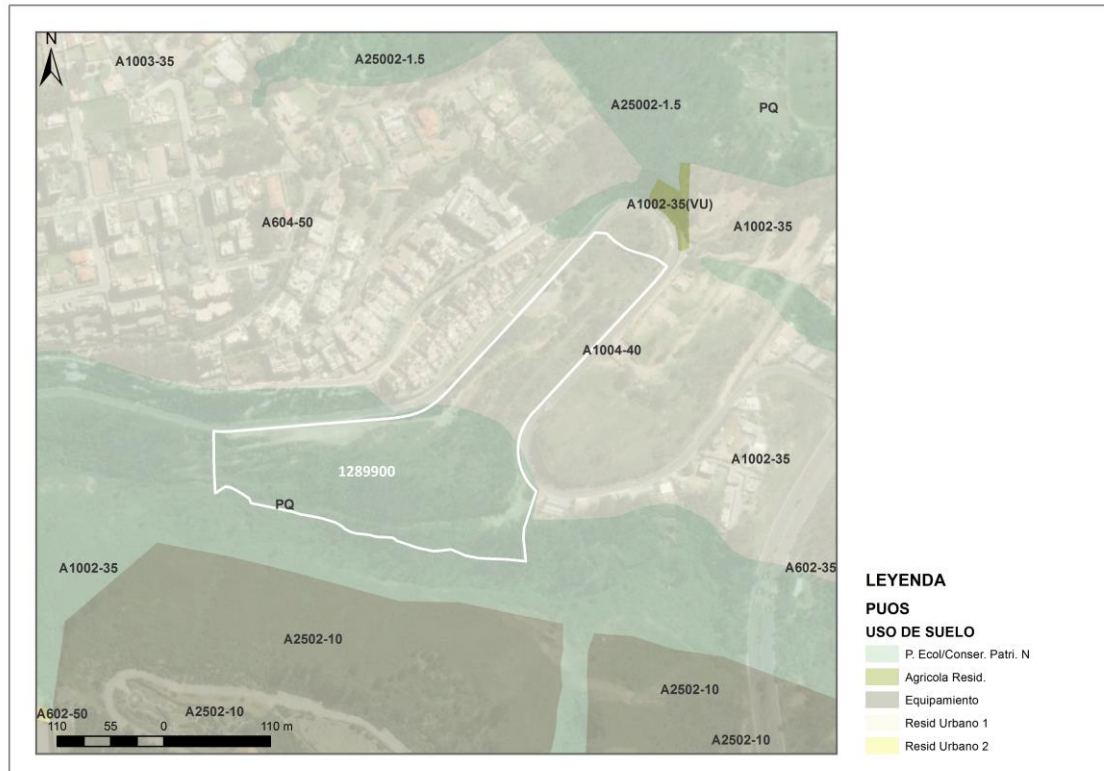 N
A1003-35
A25002-1.5
A25002-1.5
PQ
A1002-35(VU)
A604-50
A1002-35
A1004-40
A1002-35
1289900
PQ
A1002-35
A602-35
A2502-10
A2502-10
A602-50
A2502-10
A2502-10
110 55 0 110 m
LEYENDA
PUOS
USO DE SUELO
P. Ecol/Conser. Patri. N
Agricola Resid.
Equipamiento
Resid Urbano 1
Resid Urbano 2